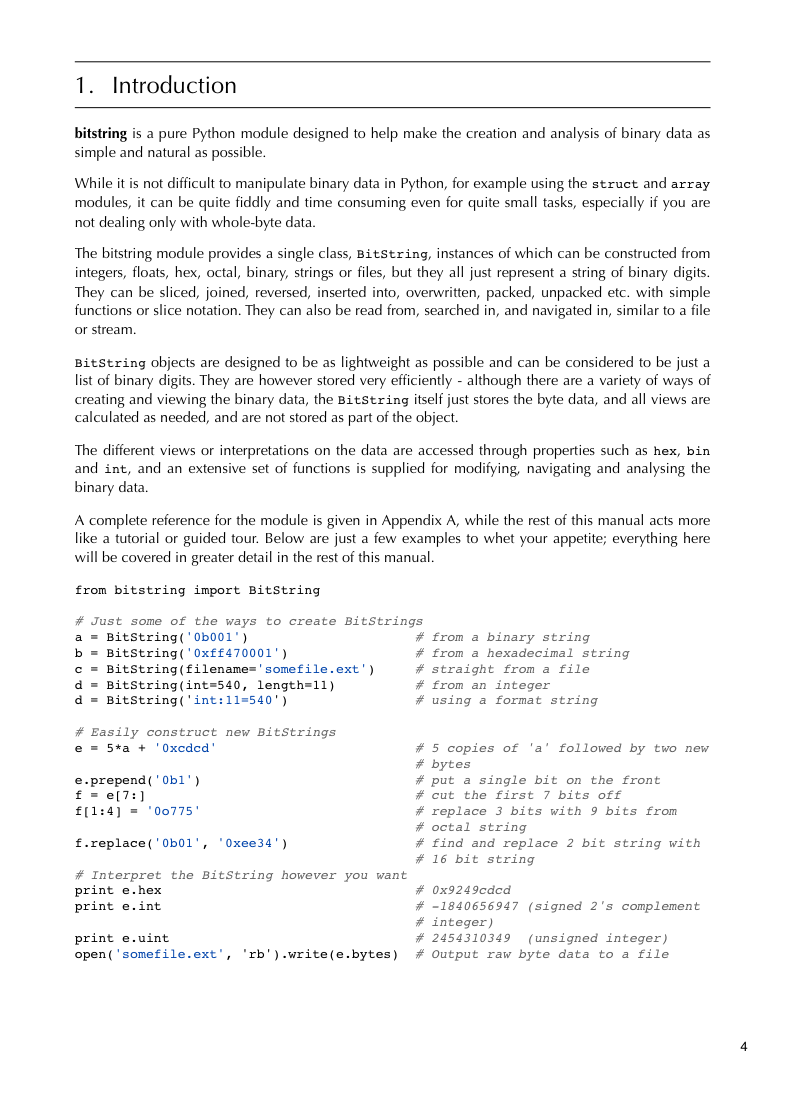 1. Introduction
bitstring is a pure Python module designed to help make the creation and analysis of binary data as
simple and natural as possible.
While it is not difficult to manipulate binary data in Python, for example using the struct and array
modules, it can be quite fiddly and time consuming even for quite small tasks, especially if you are
not dealing only with whole-byte data.
The bitstring module provides a single class, BitString, instances of which can be constructed from
integers, floats, hex, octal, binary, strings or files, but they all just represent a string of binary digits.
They can be sliced, joined, reversed, inserted into, overwritten, packed, unpacked etc. with simple
functions or slice notation. They can also be read from, searched in, and navigated in, similar to a file
or stream.
BitString objects are designed to be as lightweight as possible and can be considered to be just a
list of binary digits. They are however stored very efficiently - although there are a variety of ways of
creating and viewing the binary data, the BitString itself just stores the byte data, and all views are
calculated as needed, and are not stored as part of the object.
The different views or interpretations on the data are accessed through properties such as hex, bin
and int, and an extensive set of functions is supplied for modifying, navigating and analysing the
binary data.
A complete reference for the module is given in Appendix A, while the rest of this manual acts more
like a tutorial or guided tour. Below are just a few examples to whet your appetite; everything here
will be covered in greater detail in the rest of this manual.
from bitstring import BitString
# Just some of the ways to create BitStrings
a = BitString('0b001') # from a binary string
b = BitString('0xff470001') # from a hexadecimal string
c = BitString(filename='somefile.ext') # straight from a file
d = BitString(int=540, length=11) # from an integer
d = BitString('int:11=540') # using a format string
# Easily construct new BitStrings
e = 5*a + '0xcdcd' # 5 copies of 'a' followed by two new
# bytes
e.prepend('0b1') # put a single bit on the front
f = e[7:] # cut the first 7 bits off
f[1:4] = '0o775' # replace 3 bits with 9 bits from
# octal string
f.replace('0b01', '0xee34') # find and replace 2 bit string with
# 16 bit string
# Interpret the BitString however you want
print e.hex # 0x9249cdcd
print e.int # -1840656947 (signed 2's complement
# integer)
print e.uint # 2454310349 (unsigned integer)
open('somefile.ext', 'rb').write(e.bytes) # Output raw byte data to a file
4